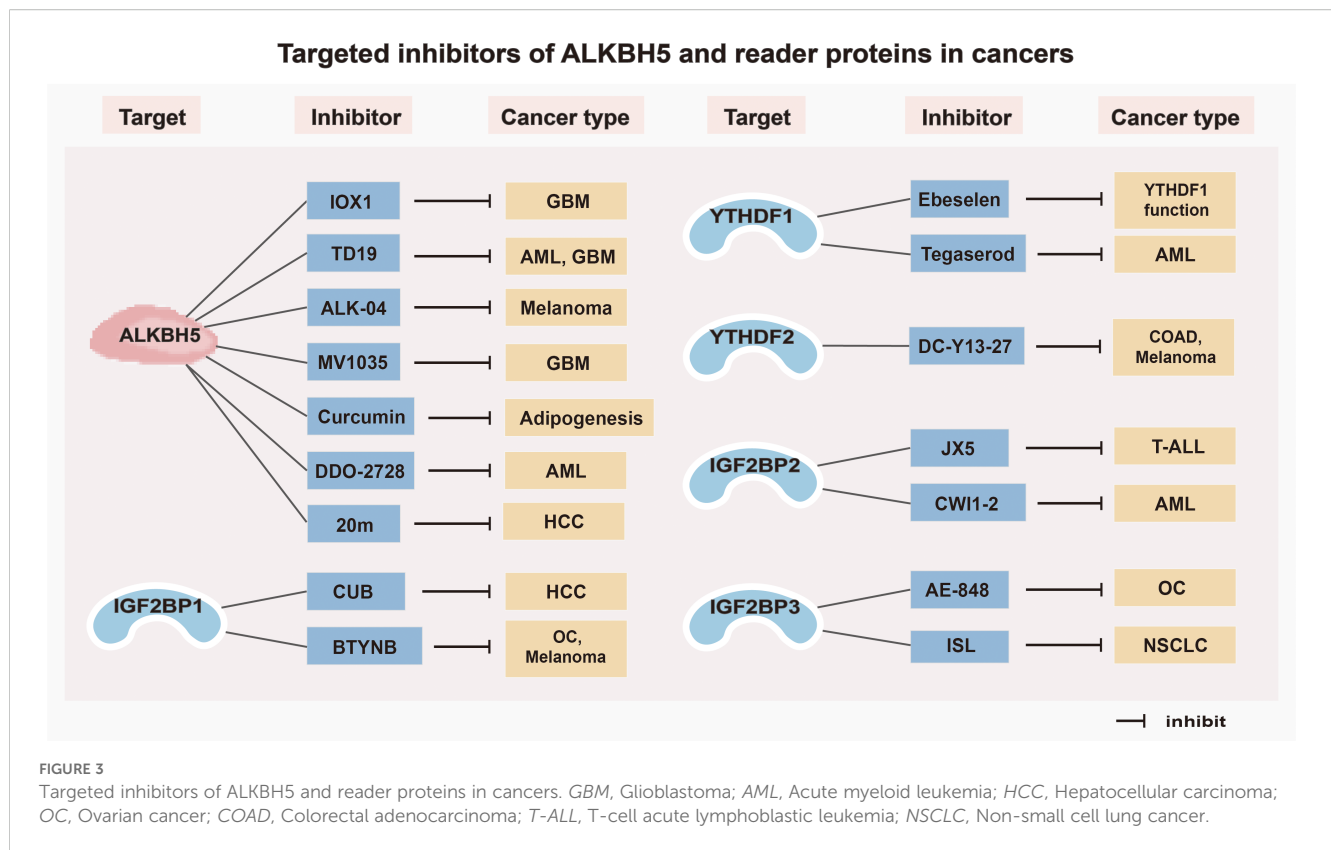 Targeted inhibitors of ALKBH5 and reader proteins in cancers
Target
Inhibitor
Cancer type
ALKBH5
IOX1
GBM
TD19
AML, GBM
ALK-04
Melanoma
MV1035
GBM
Curcumin
Adipogenesis
DDO-2728
AML
20m
HCC
IGF2BP1
CUB
HCC
BTYNB
OC,
Melanoma
Target
Inhibitor
Cancer type
YTHDF1
Ebeselen
YTHDF1
function
Tegaserod
AML
YTHDF2
DC-Y13-27
COAD,
Melanoma
IGF2BP2
JX5
T-ALL
CWI1-2
AML
IGF2BP3
AE-848
OC
ISL
NSCLC
inhibit
FIGURE 3
Targeted inhibitors of ALKBH5 and reader proteins in cancers. GBM, Glioblastoma; AML, Acute myeloid leukemia; HCC, Hepatocellular carcinoma;
OC, Ovarian cancer; COAD, Colorectal adenocarcinoma; T-ALL, T-cell acute lymphoblastic leukemia; NSCLC, Non-small cell lung cancer.